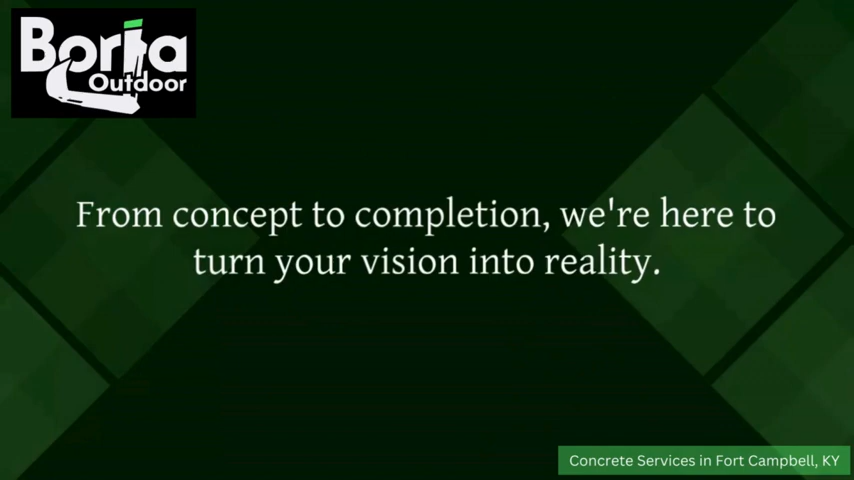 Borja
Outdoor
From concept to completion, we're here to
turn your vision into reality.
Concrete Services in Fort Campbell, KY